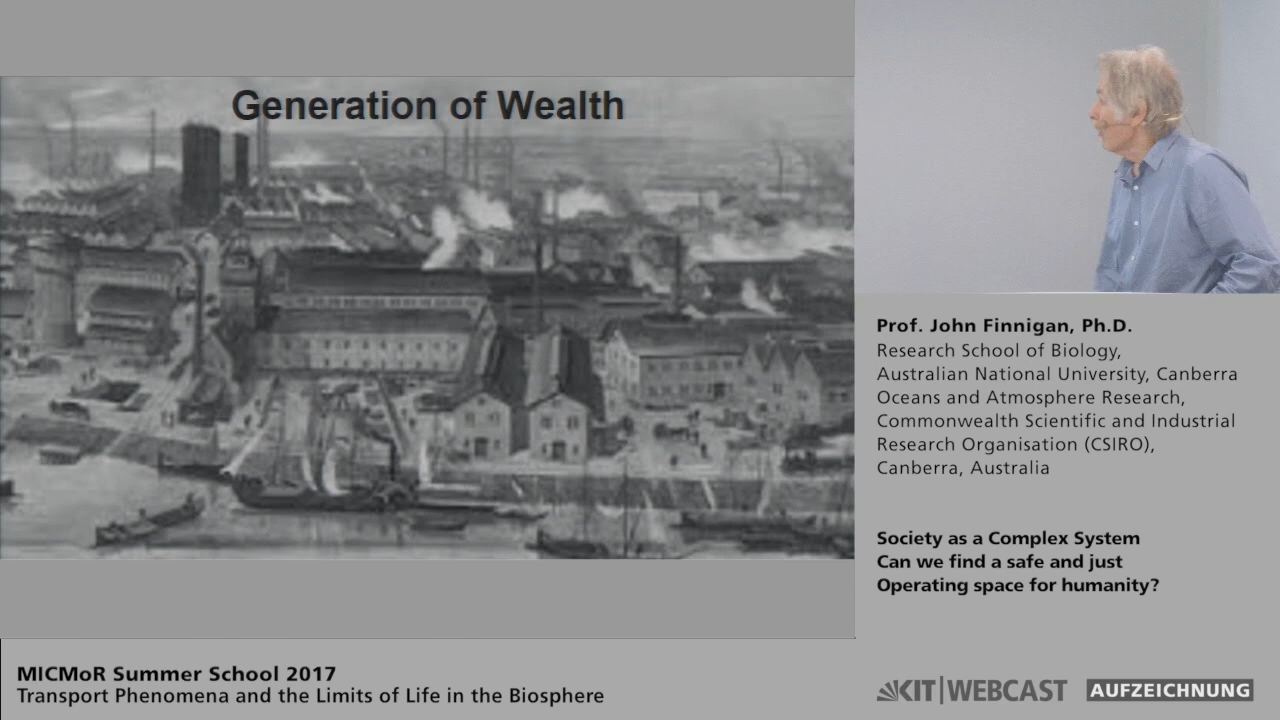 Generation of Wealth
Prof. John Finnigan, Ph.D.
Research School of Biology,
Australian National University, Canberra
Oceans and Atmosphere Research,
Commonwealth Scientific and Industrial
Research Organisation (CSIRO),
Canberra, Australia
Society as a Complex System
Can we find a safe and just
Operating space for humanity?
MICMoR Summer School 2017
Transport Phenomena and the Limits of Life in the Biosphere
KIT|WEBCAST
AUFZEICHNUNG